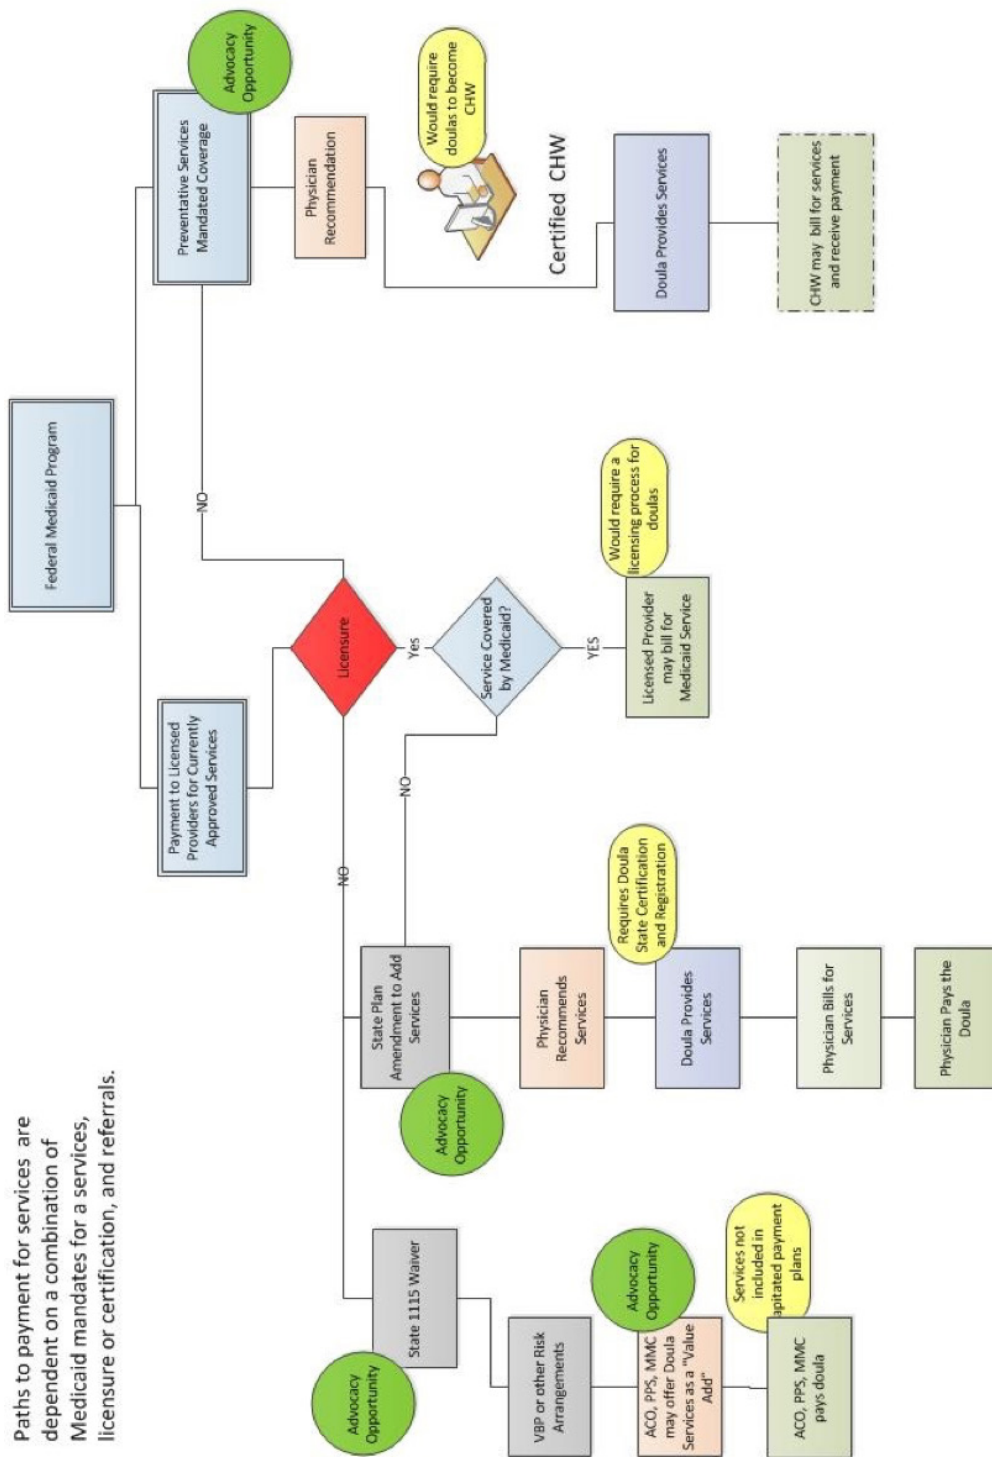 Paths to payment for services are
dependent on a combination of
Medicaid mandates for a services,
licensure or certification, and referrals.
Federal Medicaid Program
Payment to Licensed
Providers for Currently
Approved Services
Preventative Services
Mandated Coverage
Advocacy
Opportunity
NO
Licensure
Physician
Recommendation
NO
Yes
Would require
doulas to become
CHW
Certified CHW
Advocacy
Opportunity
State 1115 Waiver
State Plan
Amendment to Add
Services
Advocacy
Opportunity
NO
Service Covered
by Medicaid?
YES
VBP or other Risk
Arrangements
Physician
Recommends
Services
Requires Doula
State Certification
and Registration
Would require a
licensing process for
doulas
Licensed Provider
may bill for
Medicaid Service
Doula Provides Services
Advocacy
Opportunity
ACO, PPS, MMC
may offer Doula
Services as a "Value
Add"
Doula Provides
Services
Services not
included in
apitated payment
plans
ACO, PPS, MMC
pays doula
Physician Bills for
Services
CHW may bill for services
and receive payment
Physician Pays the
Doula